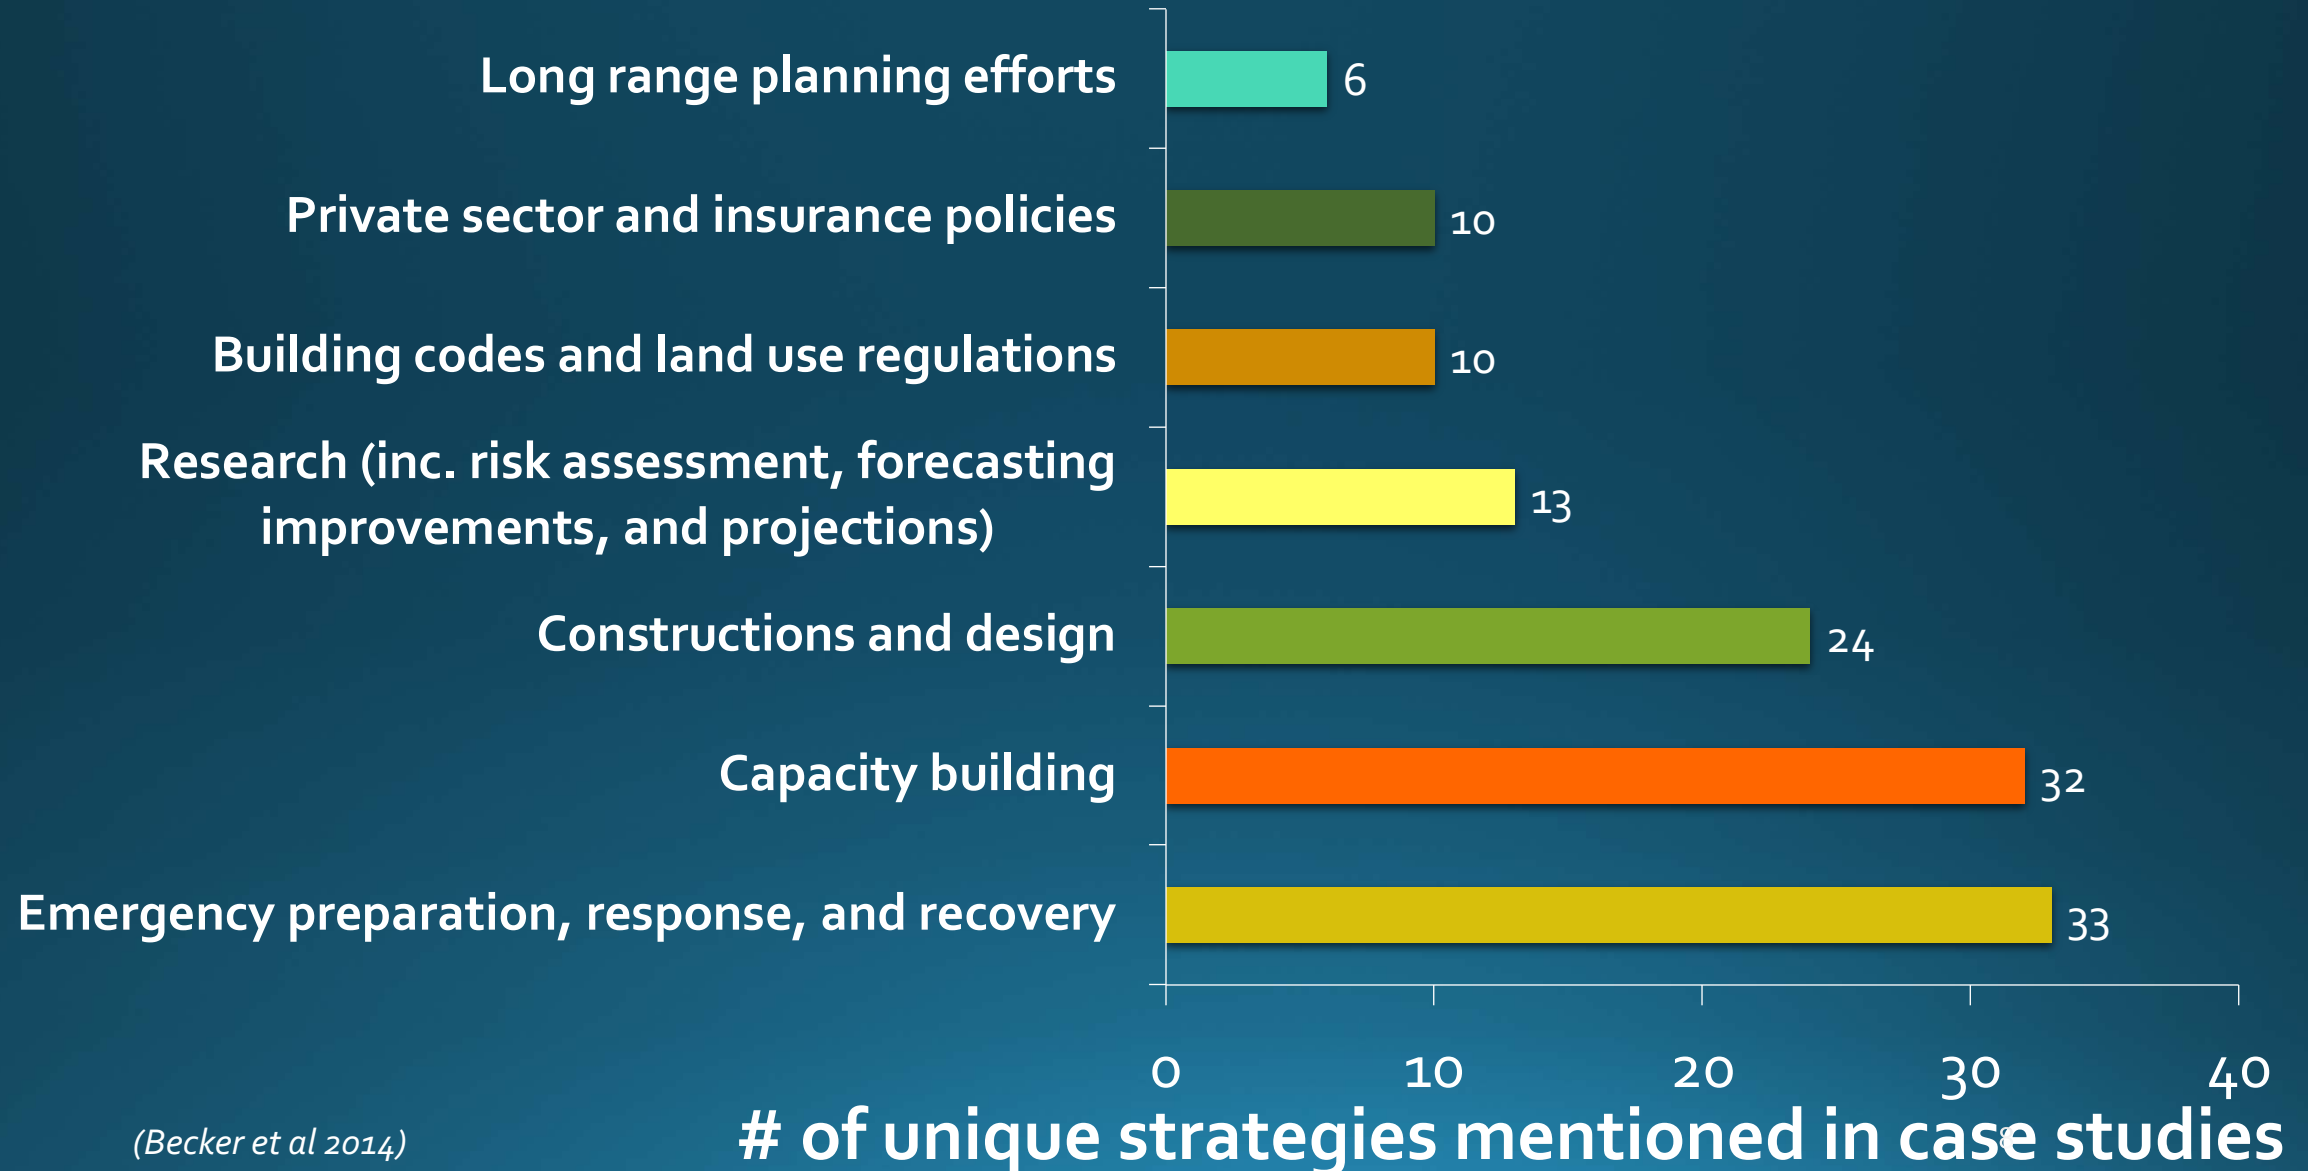 Long range planning efforts
6
Private sector and insurance policies
10
Building codes and land use regulations
10
Research (inc. risk assessment, forecasting
improvements, and projections)
13
Constructions and design
24
Capacity building
32
Emergency preparation, response, and recovery
33
0 10 20 30 40
# of unique strategies mentioned in case studies
8
(Becker et al 2014)